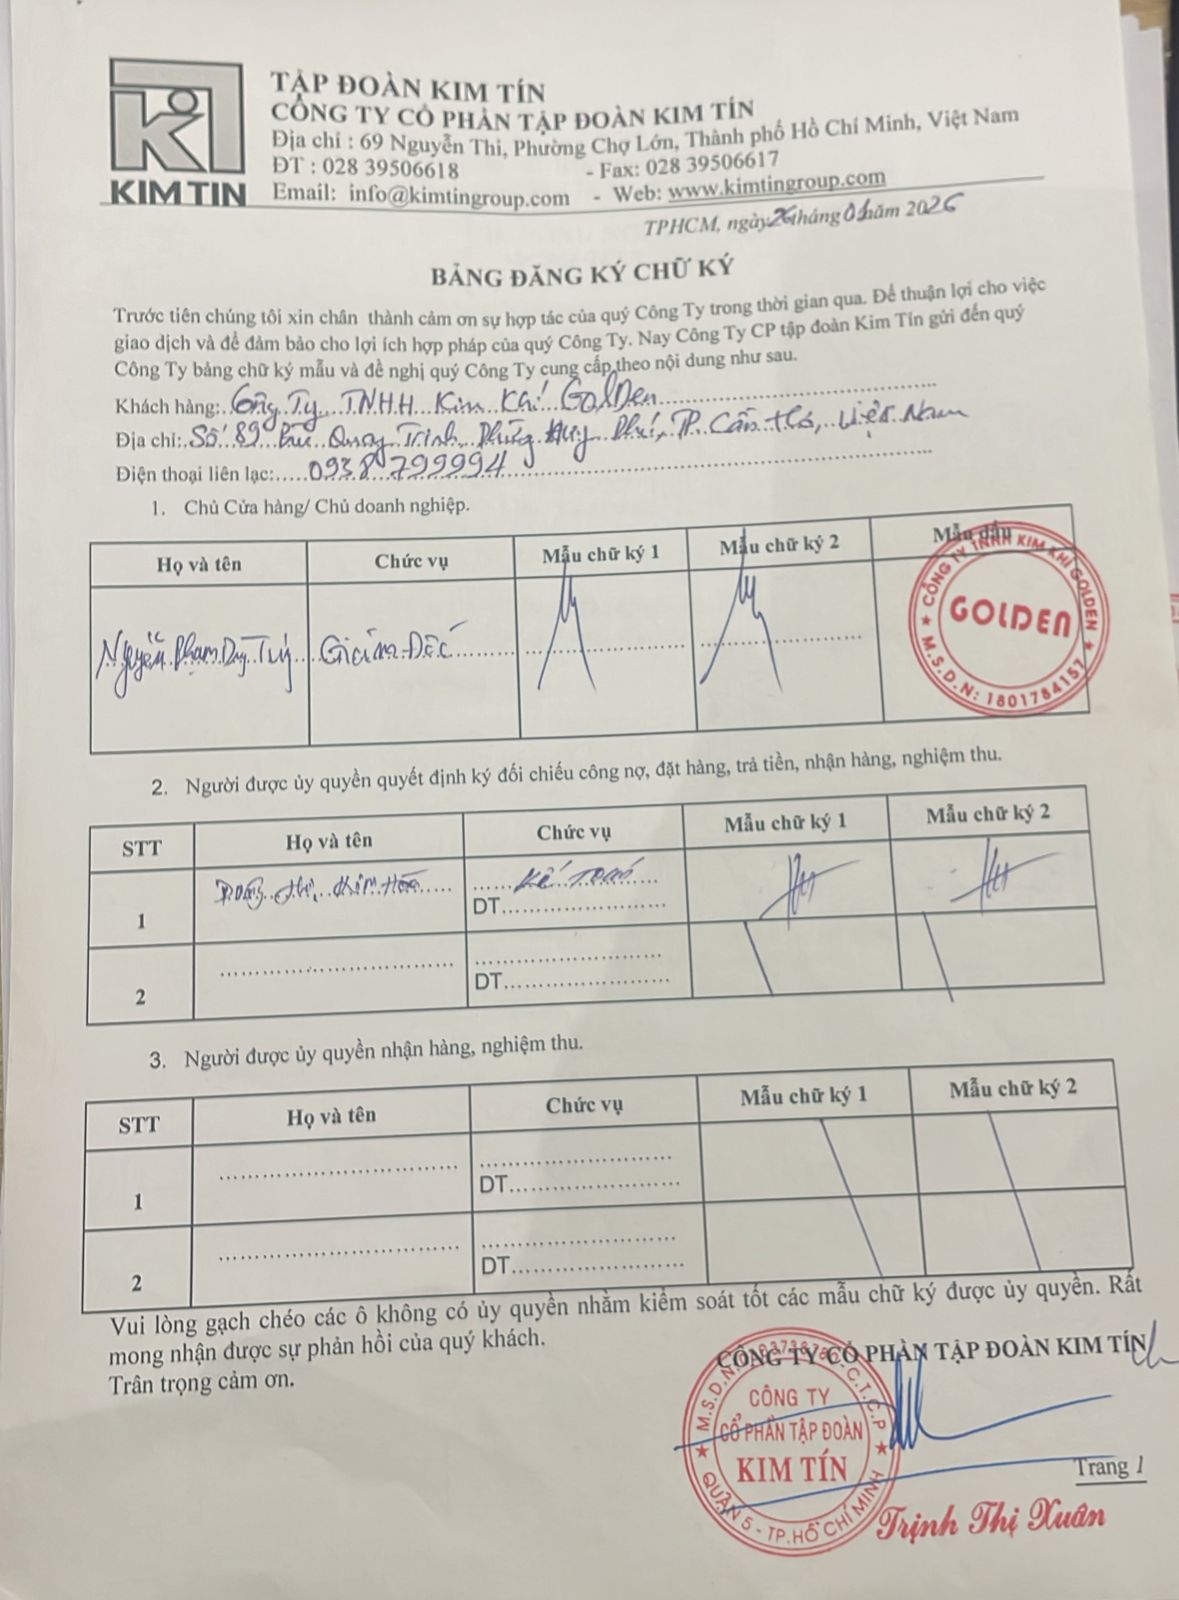 KIM TIN
TẬP ĐOÀN KIM TÍN
CÔNG TY CỔ PHẦN TẬP ĐOÀN KIM TÍN
Địa chỉ : 69 Nguyễn Thi, Phường Chợ Lớn, Thành phố Hồ Chí Minh, Việt Nam
ĐT : 028 39506618 - Fax: 028 39506617
Email: info@kimtingroup.com - Web: www.kimtingroup.com
TPHCM, ngày 26 tháng 01 năm 2026
BẢNG ĐĂNG KÝ CHỮ KÝ
Trước tiên chúng tôi xin chân thành cảm ơn sự hợp tác của quý Công Ty trong thời gian qua. Để thuận lợi cho việc
giao dịch và để đảm bảo cho lợi ích hợp pháp của quý Công Ty. Nay Công Ty CP tập đoàn Kim Tín gửi đến quý
Công Ty bảng chữ ký mẫu và đề nghị quý Công Ty cung cấp theo nội dung như sau.
Khách hàng: Công Ty TNHH Kim Khí Golden
Địa chỉ: Số 89 Bùi Quang Trinh, Phú, TP. Cần thơ, Việt Nam
Điện thoại liên lạc: 0938 799994
1. Chủ Cửa hàng/ Chủ doanh nghiệp.
Họ và tên Chức vụ Mẫu chữ ký 1 Mẫu chữ ký 2 Mẫu dấu
Nguyễn Phạm Duy Giám Đốc
★ CÔNG TY TNHH KIM KHÍ GOLDEN ★
GOLDEN
M.S.D.N: 1801784157
2. Người được ủy quyền quyết định ký đối chiếu công nợ, đặt hàng, trả tiền, nhận hàng, nghiệm thu.
STT Họ và tên Chức vụ Mẫu chữ ký 1 Mẫu chữ ký 2
1 Thị Kim Kế Toán
DT
2
DT
3. Người được ủy quyền nhận hàng, nghiệm thu.
STT Họ và tên Chức vụ Mẫu chữ ký 1 Mẫu chữ ký 2
1
DT
2
DT
Vui lòng gạch chéo các ô không có ủy quyền nhằm kiểm soát tốt các mẫu chữ ký được ủy quyền. Rất
mong nhận được sự phản hồi của quý khách.
Trân trọng cảm ơn.
CÔNG TY CỔ PHẦN TẬP ĐOÀN KIM TÍN
M.S.D.N C.T.C.P
CÔNG TY
CỔ PHẦN TẬP ĐOÀN
KIM TÍN
★ QUẬN 5 - TP.HỒ CHÍ MINH ★
Trang 1
Trịnh Thị Xuân